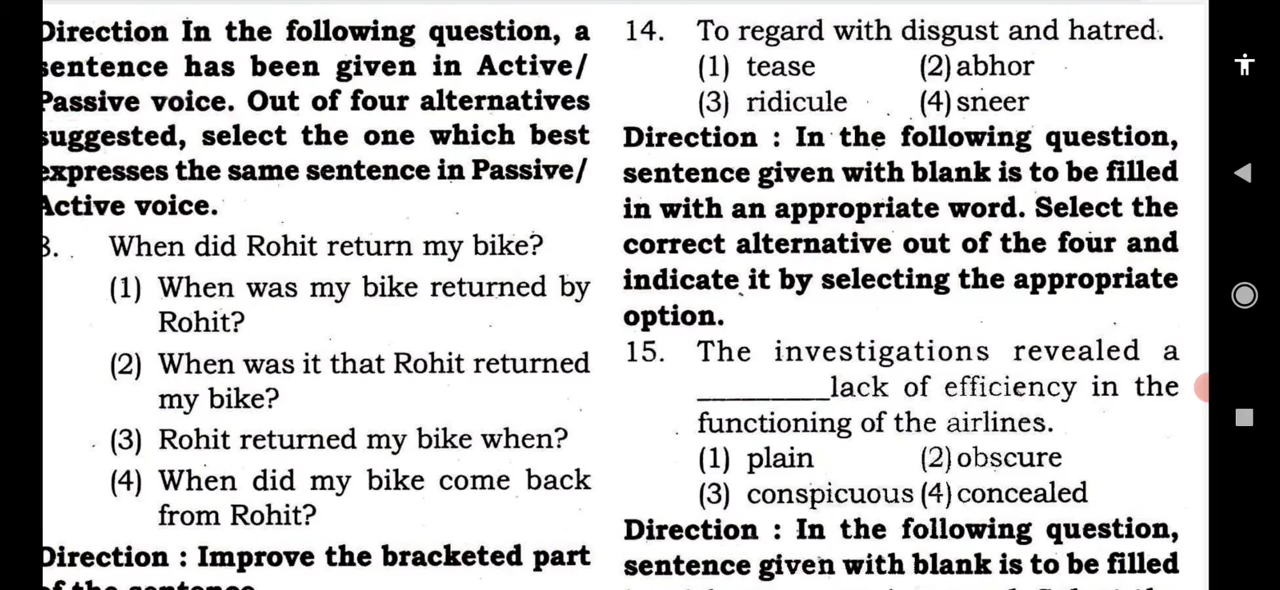 Direction In the following question, a
sentence has been given in Active/
Passive voice. Out of four alternatives
suggested, select the one which best
expresses the same sentence in Passive/
Active voice.
3. When did Rohit return my bike?
(1) When was my bike returned by
Rohit?
(2) When was it that Rohit returned
my bike?
(3) Rohit returned my bike when?
(4) When did my bike come back
from Rohit?
Direction : Improve the bracketed part
of the sentence.
14. To regard with disgust and hatred.
(1) tease (2) abhor
(3) ridicule (4) sneer
Direction : In the following question,
sentence given with blank is to be filled
in with an appropriate word. Select the
correct alternative out of the four and
indicate it by selecting the appropriate
option.
15. The investigations revealed a
_________lack of efficiency in the
functioning of the airlines.
(1) plain (2) obscure
(3) conspicuous (4) concealed
Direction : In the following question,
sentence given with blank is to be filled